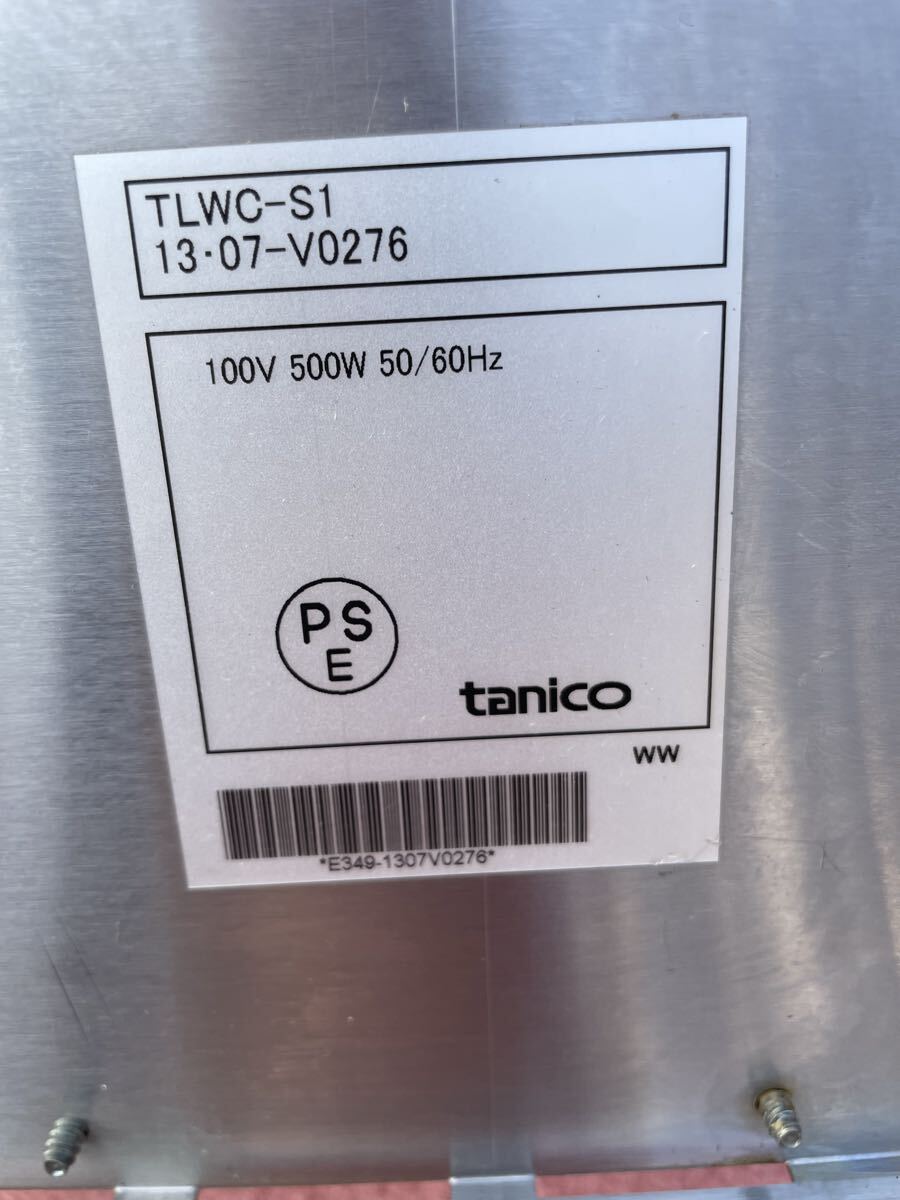 TLWC-S1
13·07-V0276
100V 500W 50/60Hz
PS
E
tanico
WW
*E349-1307V0276*